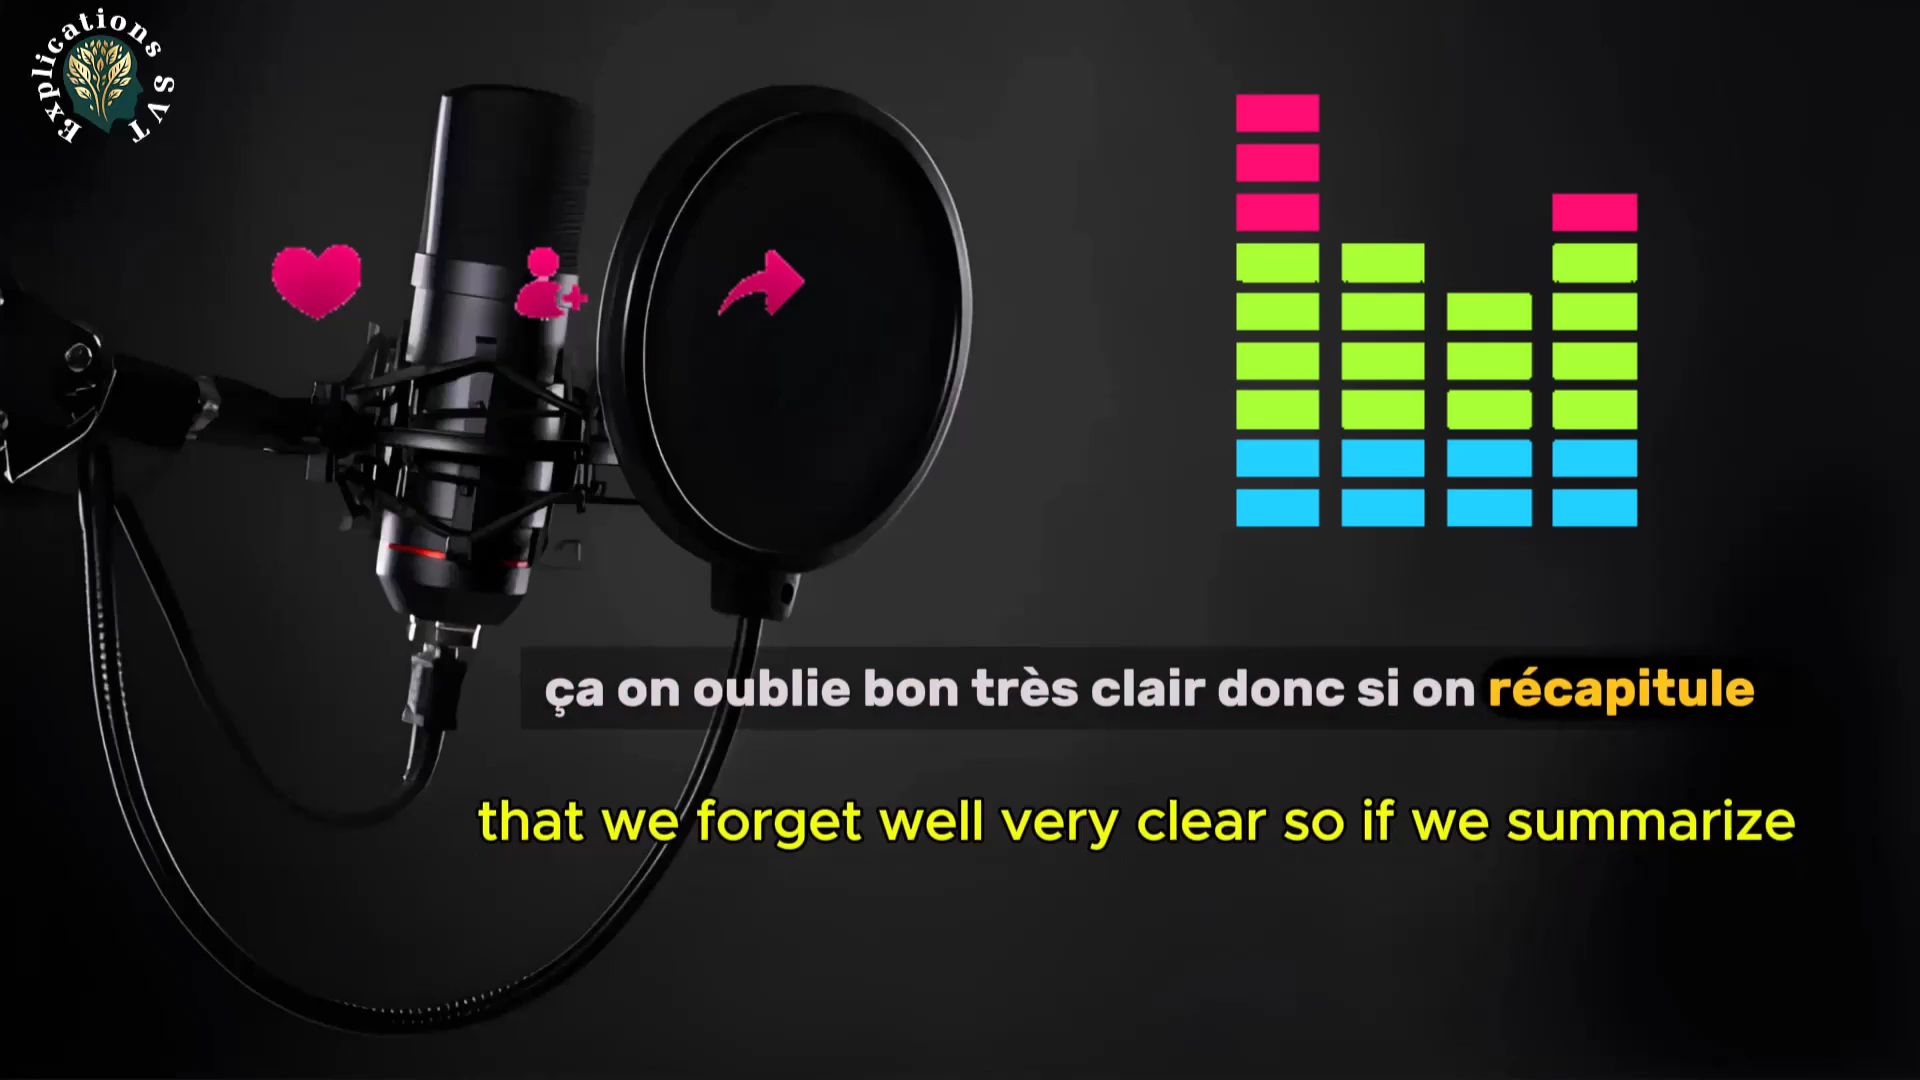 Explications SVT
ça on oublie bon très clair donc si on récapitule
that we forget well very clear so if we summarize